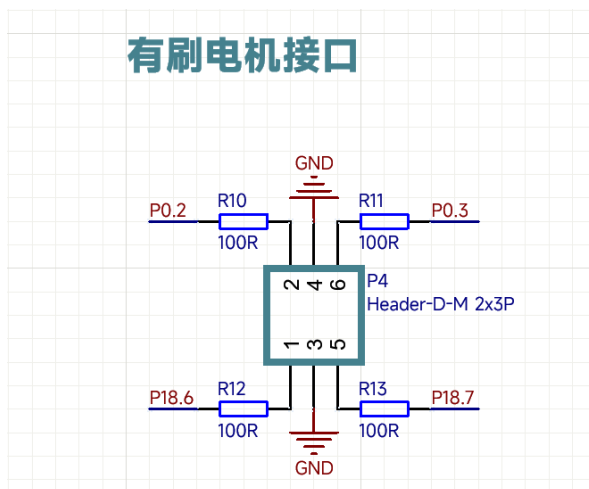 有刷电机接口
GND
R10
R11
P0.2
P0.3
100R
100R
2 4 6
P4
Header-D-M 2x3P
1 3 5
R12
R13
P18.6
P18.7
100R
100R
GND